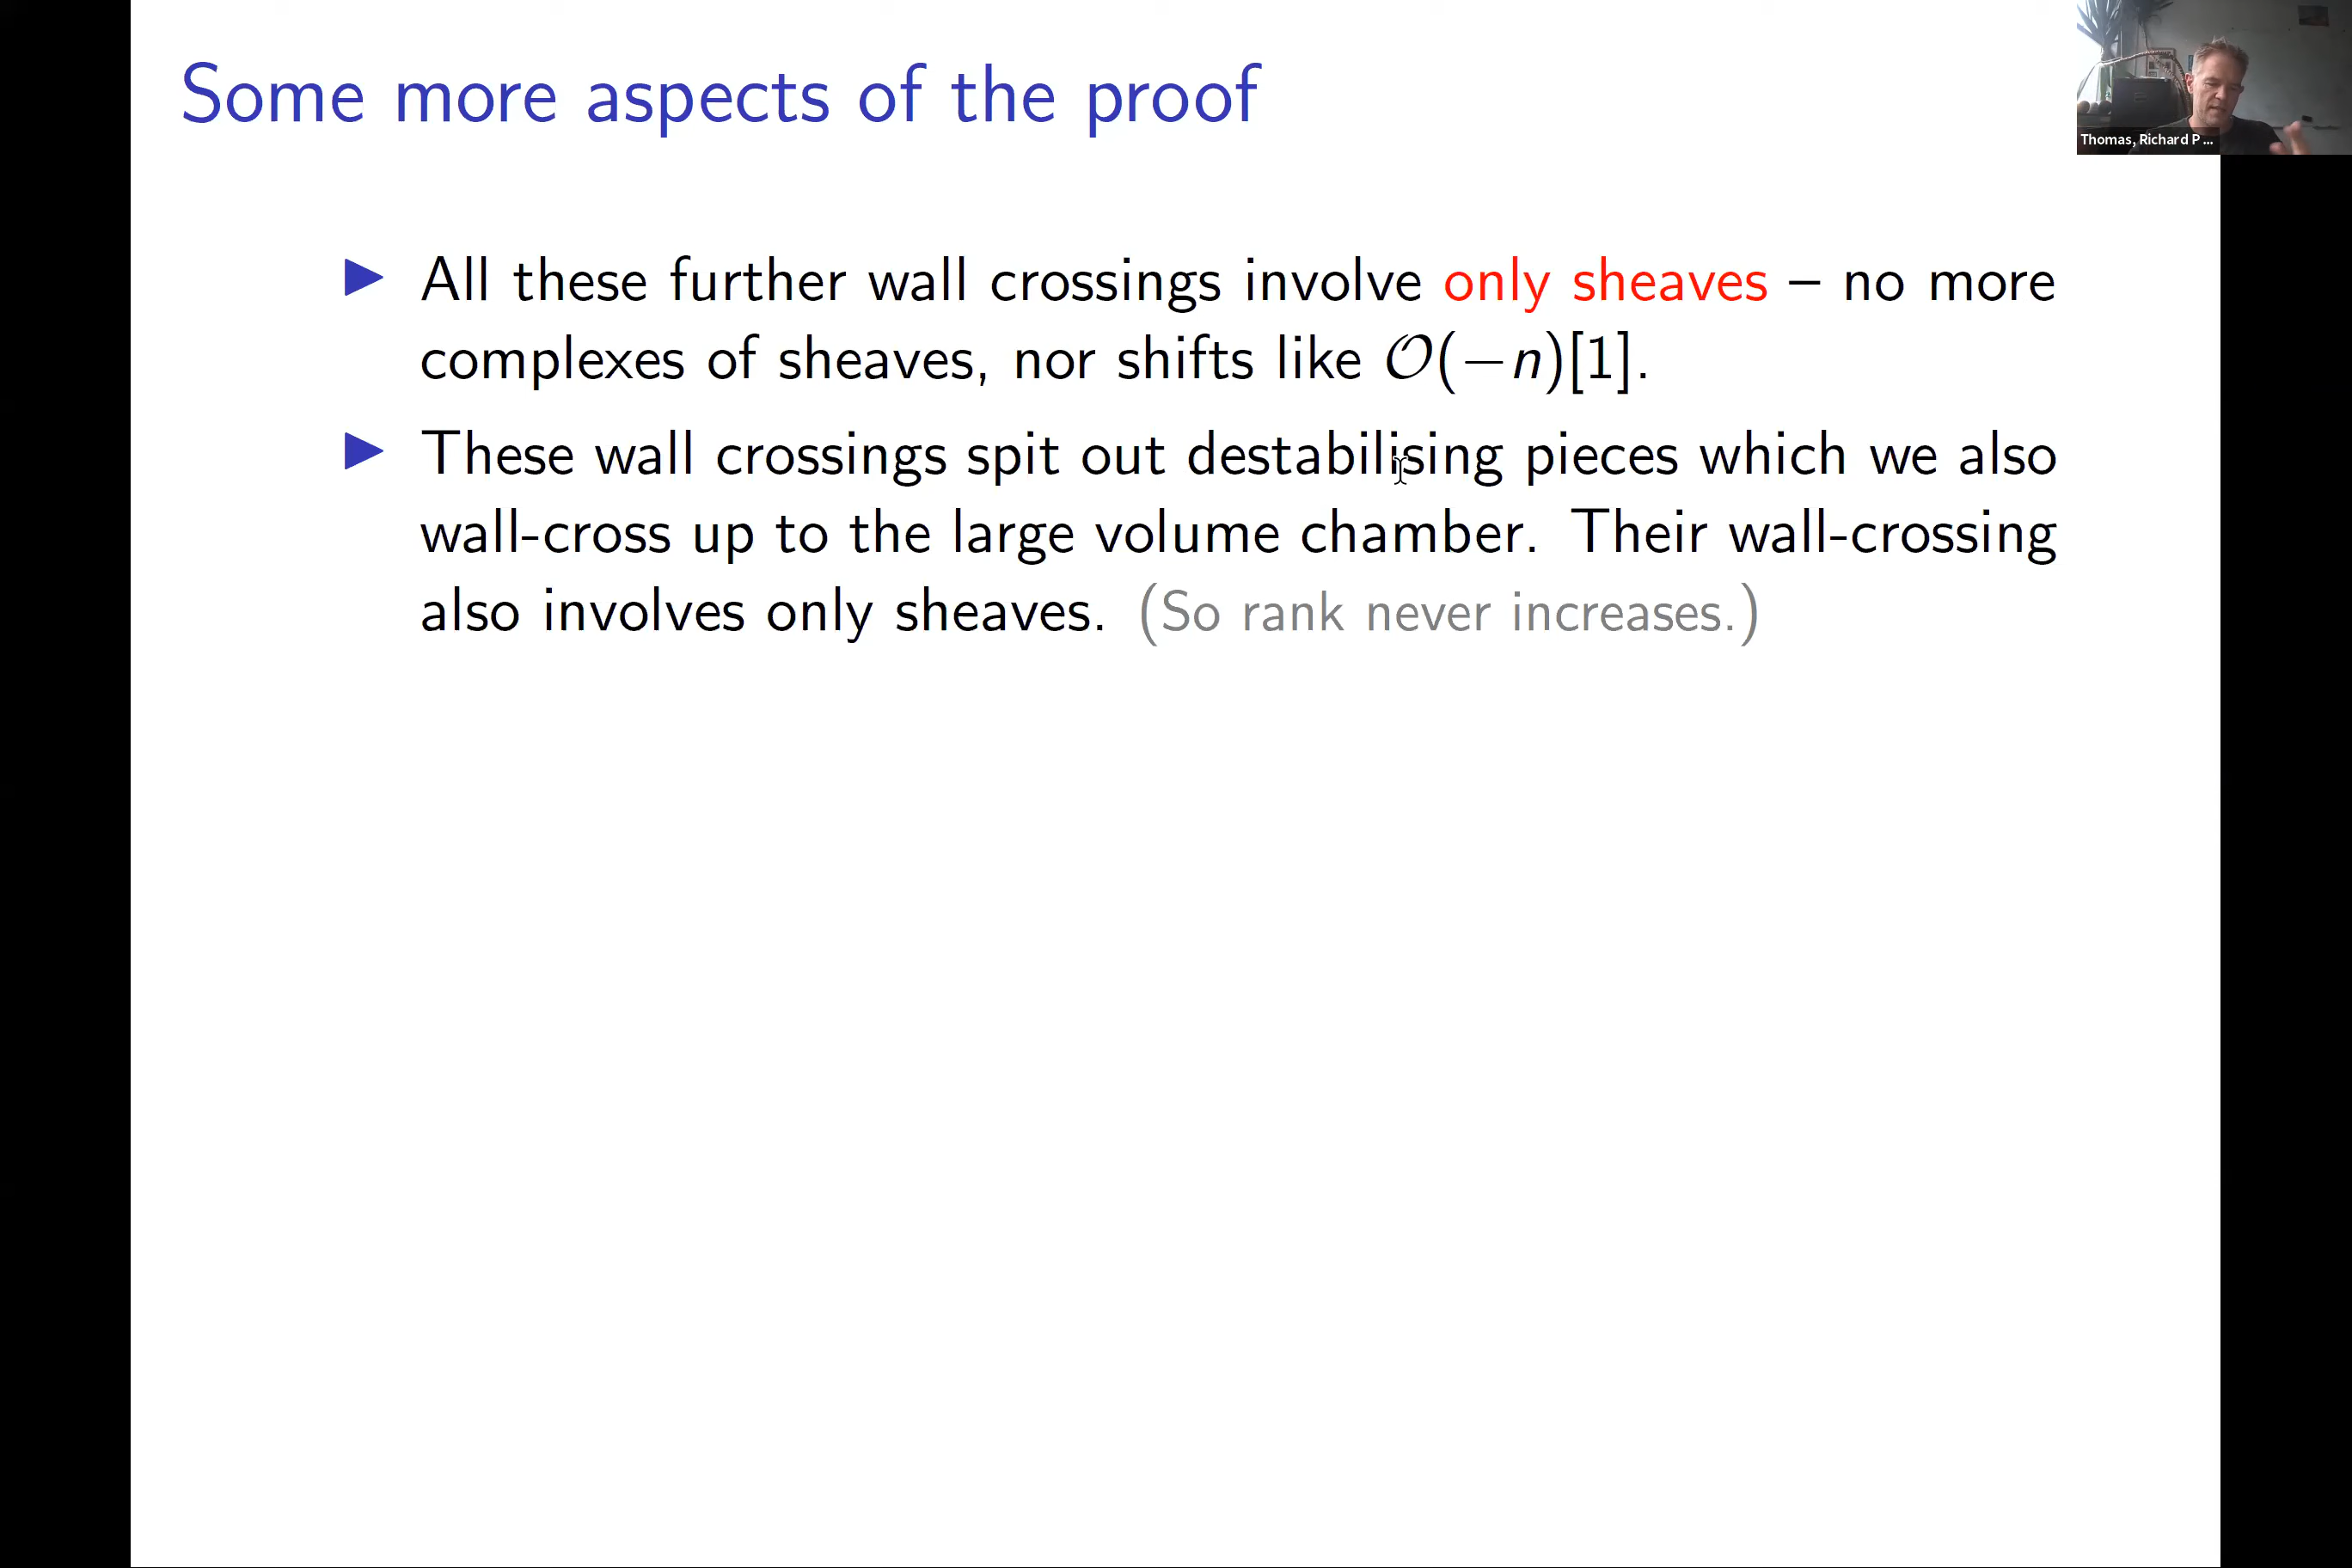 Some more aspects of the proof
Thomas, Richard P ...
▶ All these further wall crossings involve only sheaves – no more
complexes of sheaves, nor shifts like 𝒪(−n)[1].
▶ These wall crossings spit out destabilising pieces which we also
wall-cross up to the large volume chamber. Their wall-crossing
also involves only sheaves. (So rank never increases.)